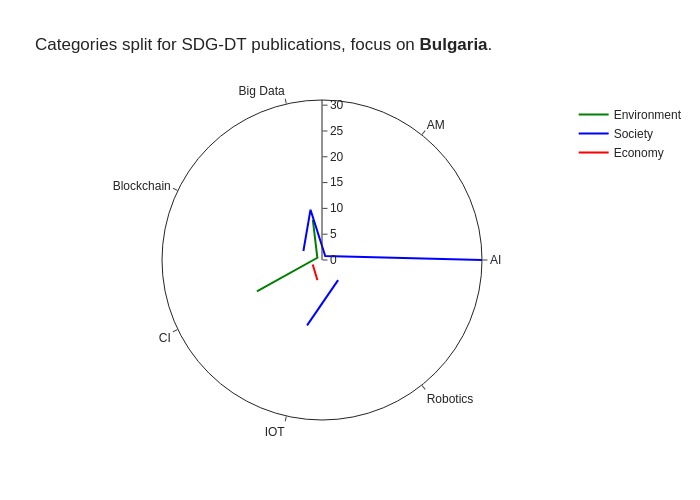 Categories split for SDG-DT publications, focus on Bulgaria.
Big Data
30
AM
Environment
25
Society
20
Economy
15
Blockchain
10
5
0
AI
CI
Robotics
IOT